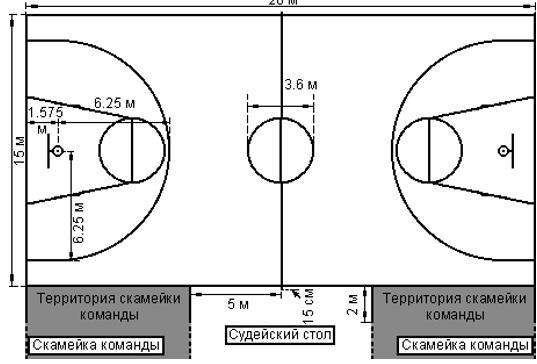 28 м
3.6 м
1.575
м
6.25 м
15 м
6.25 м
Территория скамейки
команды
5 м
15 см
2 м
Территория скамейки
команды
Судейский стол
Скамейка команды
Скамейка команды